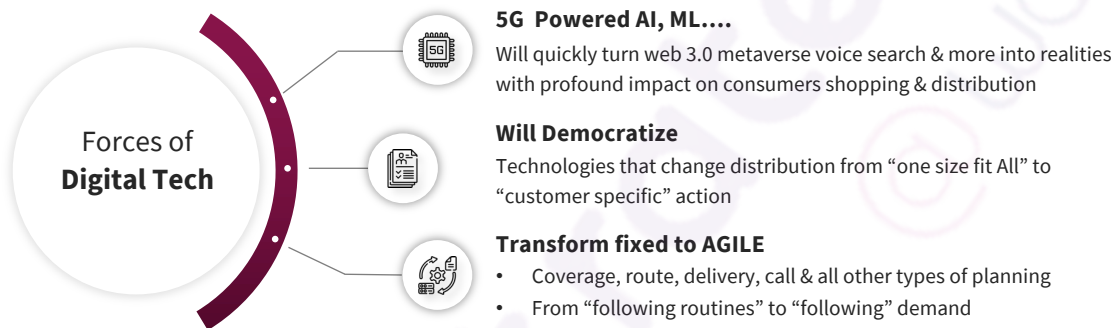 Forces of
Digital Tech
5G
5G Powered AI, ML....
Will quickly turn web 3.0 metaverse voice search & more into realities
with profound impact on consumers shopping & distribution
Will Democratize
Technologies that change distribution from “one size fit All” to
“customer specific” action
Transform fixed to AGILE
• Coverage, route, delivery, call & all other types of planning
• From “following routines” to “following” demand